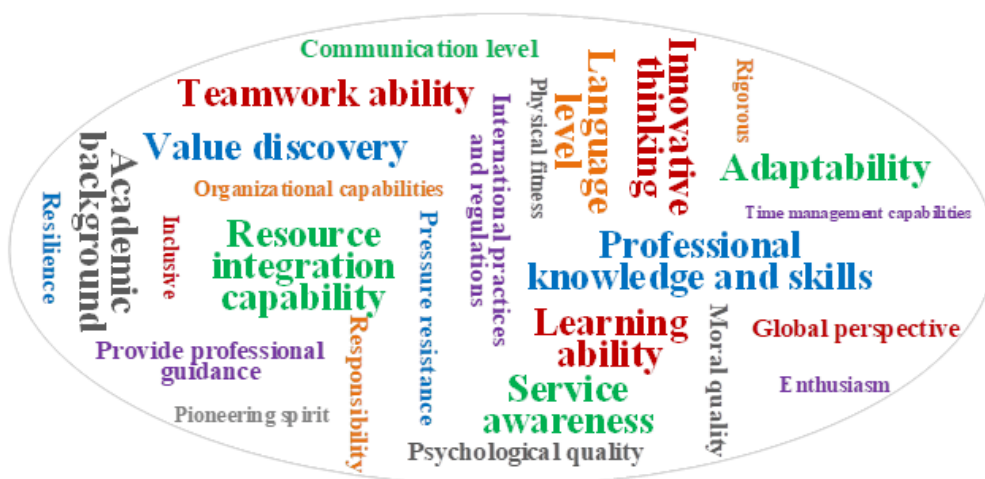 Communication level
Teamwork ability
Value discovery
Organizational capabilities
Academic
background
Resilience
Inclusive
Resource
integration
capability
Pressure resistance
International practices
and regulations
Physical fitness
Language
level
Innovative
thinking
Rigorous
Adaptability
Time management capabilities
Professional
knowledge and skills
Learning
ability
Moral quality
Global perspective
Enthusiasm
Provide professional
guidance
Responsibility
Pioneering spirit
Service
awareness
Psychological quality